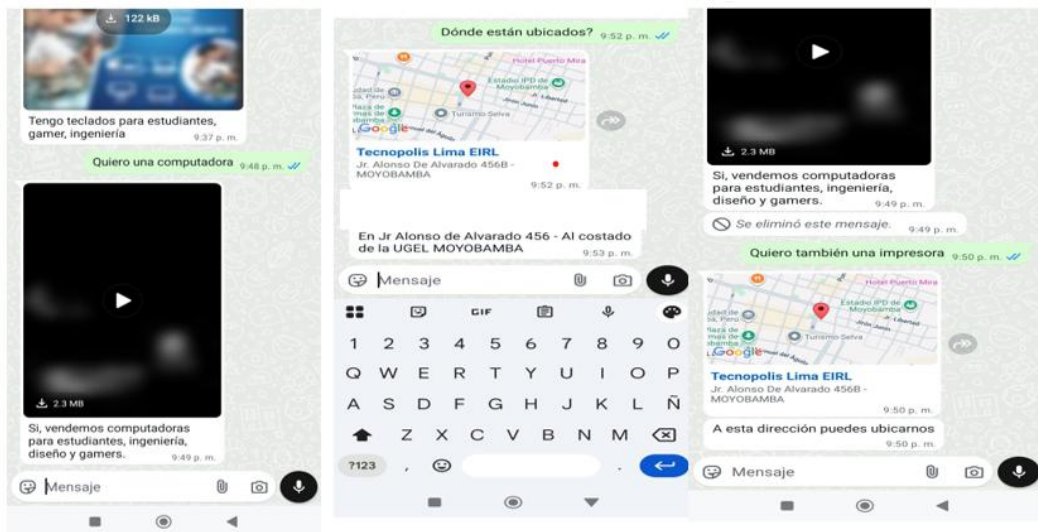 122 kB
Tengo teclados para estudiantes,
gamer, ingeniería
9:37 p. m.
Quiero una computadora 9:48 p. m.
2.3 MB
Si, vendemos computadoras
para estudiantes, ingeniería,
diseño y gamers.
9:49 p. m.
Mensaje
Dónde están ubicados? 9:52 p. m.
Hotel Puerto Mira
Estadio IPD de
Moyobamba
Jr. Libertad
Turismo Selva
Google
Tecnopolis Lima EIRL
Jr. Alonso De Alvarado 456B -
MOYOBAMBA
9:52 p. m.
En Jr Alonso de Alvarado 456 - Al costado
de la UGEL MOYOBAMBA
9:53 p. m.
Mensaje
GIF
1 2 3 4 5 6 7 8 9 0
Q W E R T Y U I O P
A S D F G H J K L Ñ
Z X C V B N M
?123 , .
2.3 MB
Si, vendemos computadoras
para estudiantes, ingeniería,
diseño y gamers.
9:49 p. m.
Se eliminó este mensaje. 9:49 p. m.
Quiero también una impresora 9:50 p. m.
Hotel Puerto Mira
Estadio IPD de
Moyobamba
Turismo Selva
Google
Tecnopolis Lima EIRL
Jr. Alonso De Alvarado 456B -
MOYOBAMBA
9:50 p. m.
A esta dirección puedes ubicarnos
9:50 p. m.
Mensaje